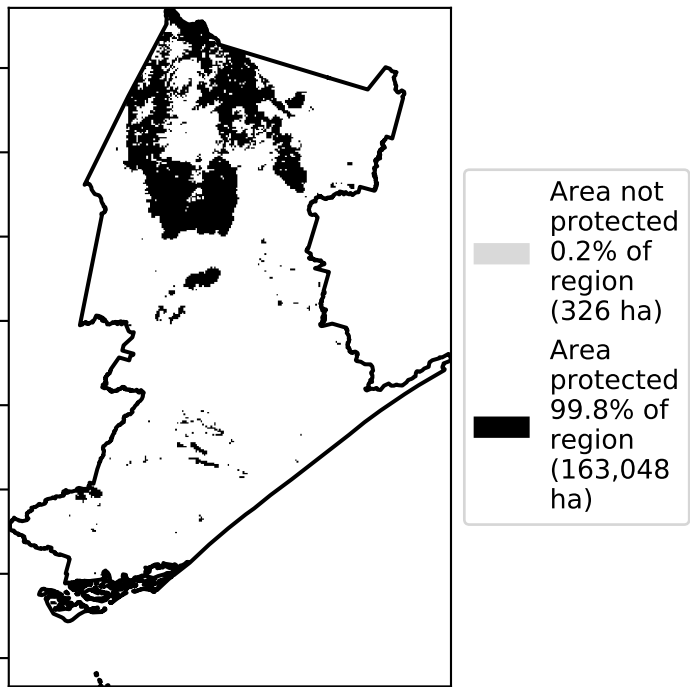 Area not
protected
0.2% of
region
(326 ha)
Area
protected
99.8% of
region
(163,048
ha)